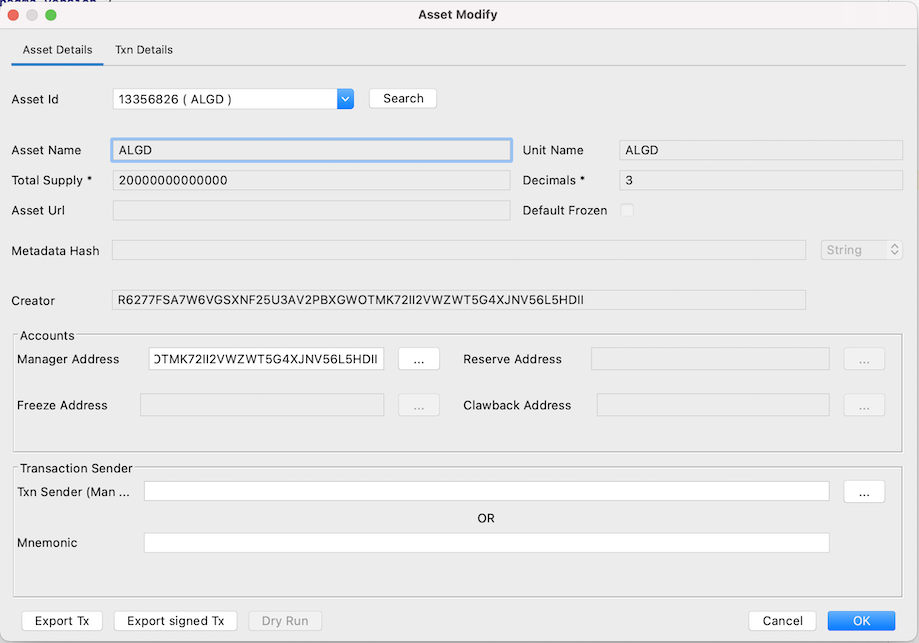 Asset Modify
Asset Details Txn Details
Asset Id 13356826 ( ALGD ) Search
Asset Name ALGD Unit Name ALGD
Total Supply * 20000000000000 Decimals * 3
Asset Url Default Frozen
Metadata Hash String
Creator R6277FSA7W6VGSXNF25U3AV2PBXGWOTMK72II2VWZWT5G4XJNV56L5HDII
Accounts
Manager Address OTMK72II2VWZWT5G4XJNV56L5HDII ... Reserve Address ...
Freeze Address ... Clawback Address ...
Transaction Sender
Txn Sender (Man ... ...
OR
Mnemonic
Export Tx Export signed Tx Dry Run Cancel OK